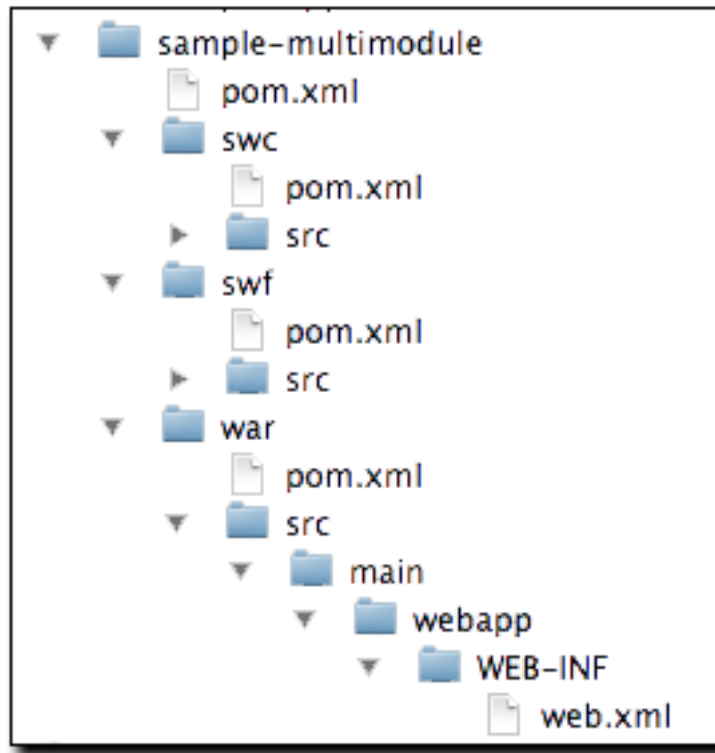 sample-multimodule
pom.xml
swc
pom.xml
src
swf
pom.xml
src
war
pom.xml
src
main
webapp
WEB-INF
web.xml